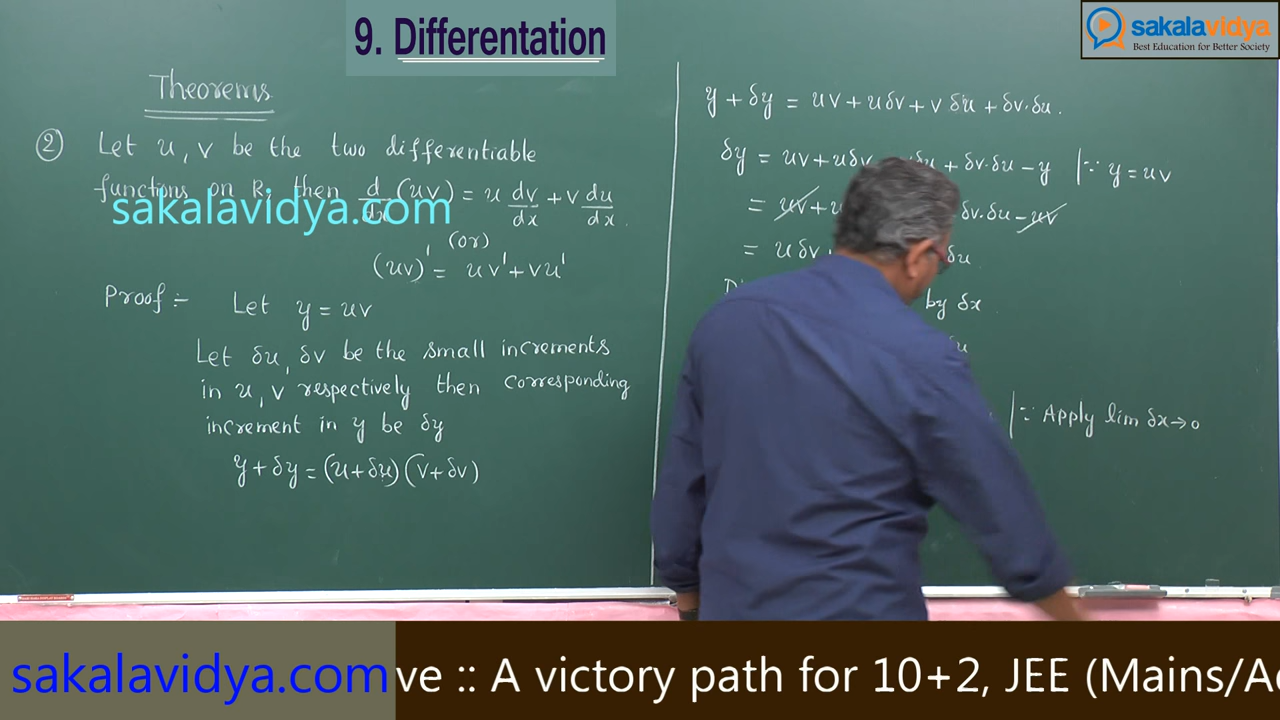 9. Differentation
sakalavidya
Best Education for Better Society
Theorems
② Let u, v be the two differentiable
functions on R, then d/dx (uv) = u dv/dx + v du/dx.
sakalavidya.com
(or)
(uv)' = uv' + vu'
Proof :- Let y = uv
Let δu, δv be the small increments
in u, v respectively then corresponding
increment in y be δy
y + δy = (u + δu)(v + δv)
y + δy = uv + uδv + v δu + δv·δu.
δy = uv + uδv δu + δv·δu - y | ∵ y = uv
= uv + u δv·δu - uv
= u δv δu
by δx
δu
| ∵ Apply lim δx→0
sakalavidya.com
ve :: A victory path for 10+2, JEE (Mains/A